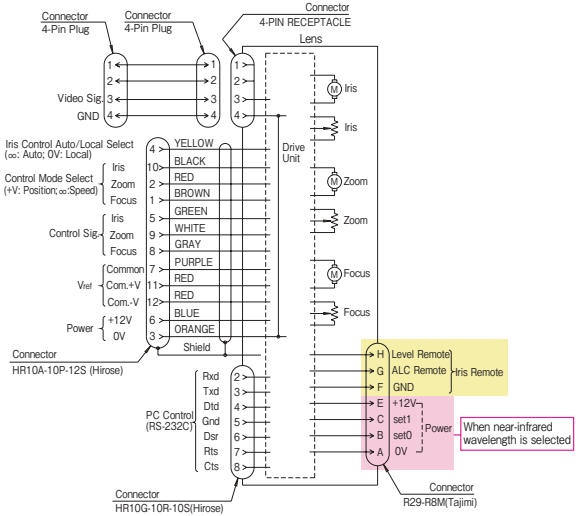 Connector
4-Pin Plug
Connector
4-Pin Plug
Connector
4-PIN RECEPTACLE
Lens
1 1 1
2 2 2
Video Sig. 3 3 3
GND 4 4 4
Iris Control Auto/Local Select
(∞: Auto; 0V: Local)
4 YELLOW
Control Mode Select
(+V: Position;∞:Speed)
Iris 10 BLACK
Zoom 2 RED
Focus 1 BROWN
Control Sig.
Iris 5 GREEN
Zoom 9 WHITE
Focus 8 GRAY
Vref
Common 7 PURPLE
Com.+V 11 RED
Com.-V 12 RED
Power
+12V 6 BLUE
0V 3 ORANGE
Shield
Connector
HR10A-10P-12S (Hirose)
Drive
Unit
M Iris
Iris
M Zoom
Zoom
M Focus
Focus
PC Control
(RS-232C)
Rxd 2
Txd 3
Dtd 4
Gnd 5
Dsr 6
Rts 7
Cts 8
Connector
HR10G-10R-10S(Hirose)
H Level Remote
G ALC Remote
F GND
Iris Remote
E +12V
C set1
B set0
A 0V
Power
When near-infrared
wavelength is selected
Connector
R29-R8M(Tajimi)